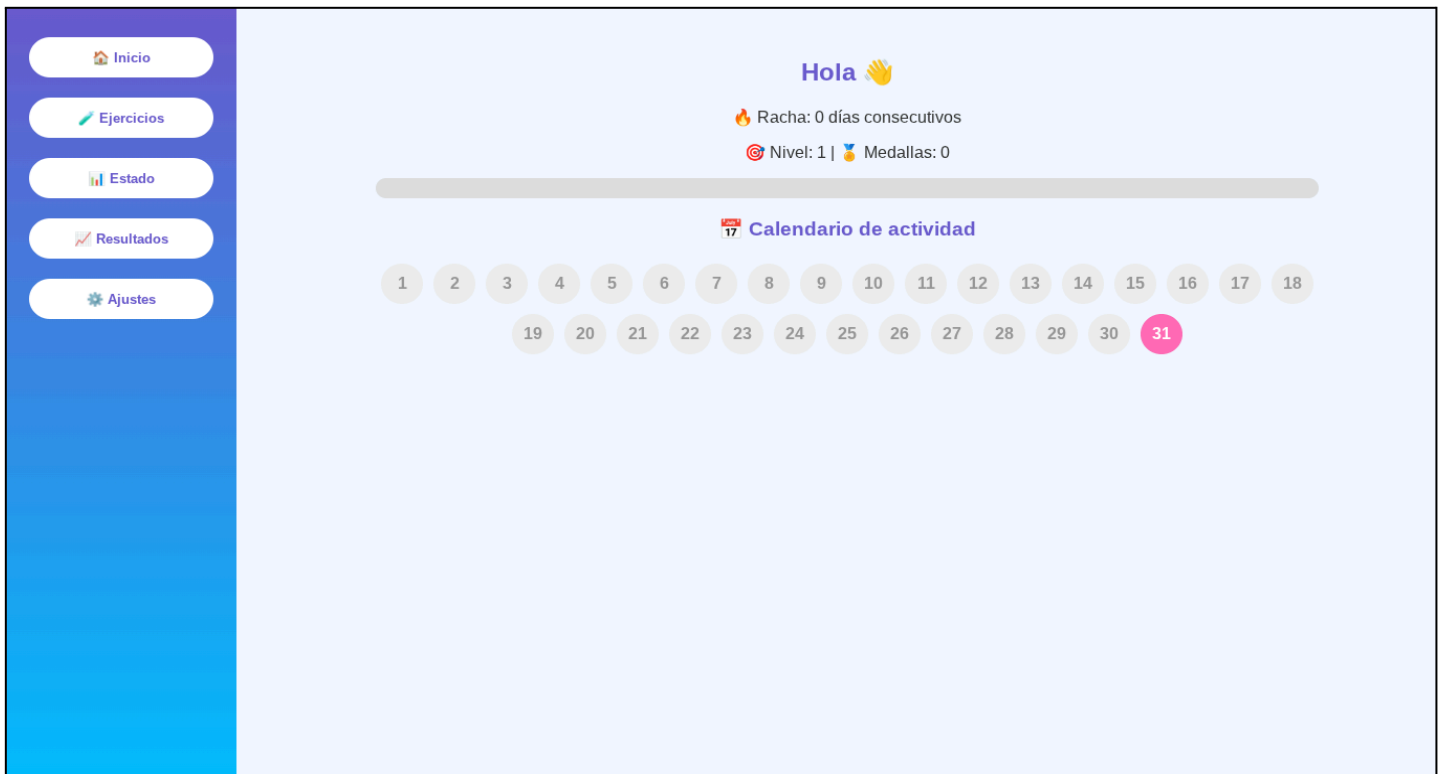 🏠 Inicio
🧪 Ejercicios
📊 Estado
📈 Resultados
⚙️ Ajustes
Hola 👋
🔥 Racha: 0 días consecutivos
🎯 Nivel: 1 | 🏅 Medallas: 0
📅 Calendario de actividad
1 2 3 4 5 6 7 8 9 10 11 12 13 14 15 16 17 18
19 20 21 22 23 24 25 26 27 28 29 30 31